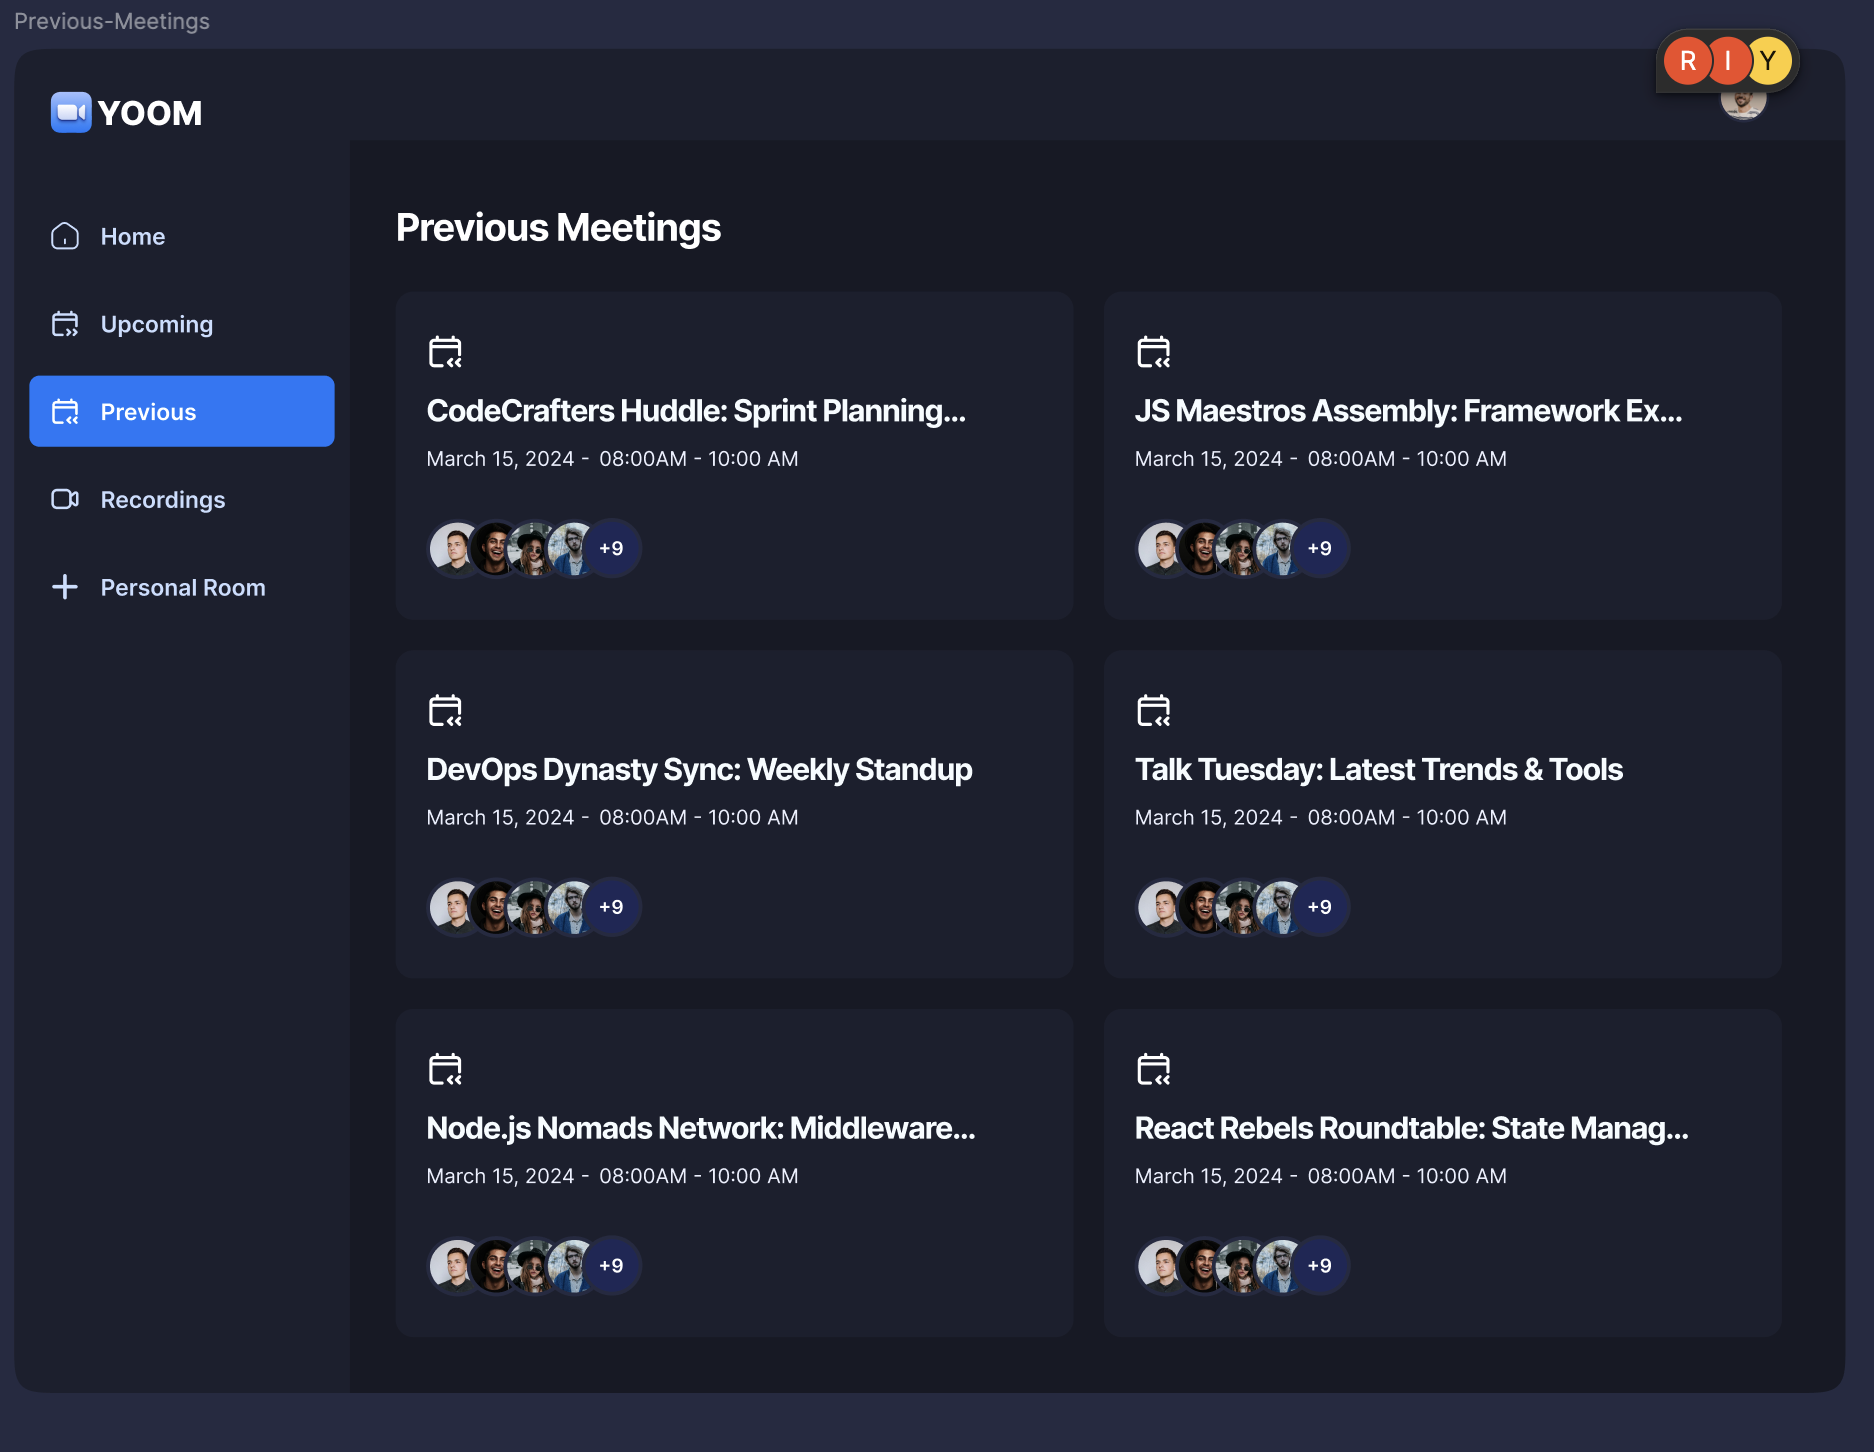 Previous-Meetings
R I Y
YOOM
Home
Upcoming
Previous
Recordings
Personal Room
Previous Meetings
CodeCrafters Huddle: Sprint Planning...
March 15, 2024 - 08:00AM - 10:00 AM
+9
JS Maestros Assembly: Framework Ex...
March 15, 2024 - 08:00AM - 10:00 AM
+9
DevOps Dynasty Sync: Weekly Standup
March 15, 2024 - 08:00AM - 10:00 AM
+9
Talk Tuesday: Latest Trends & Tools
March 15, 2024 - 08:00AM - 10:00 AM
+9
Node.js Nomads Network: Middleware...
March 15, 2024 - 08:00AM - 10:00 AM
+9
React Rebels Roundtable: State Manag...
March 15, 2024 - 08:00AM - 10:00 AM
+9